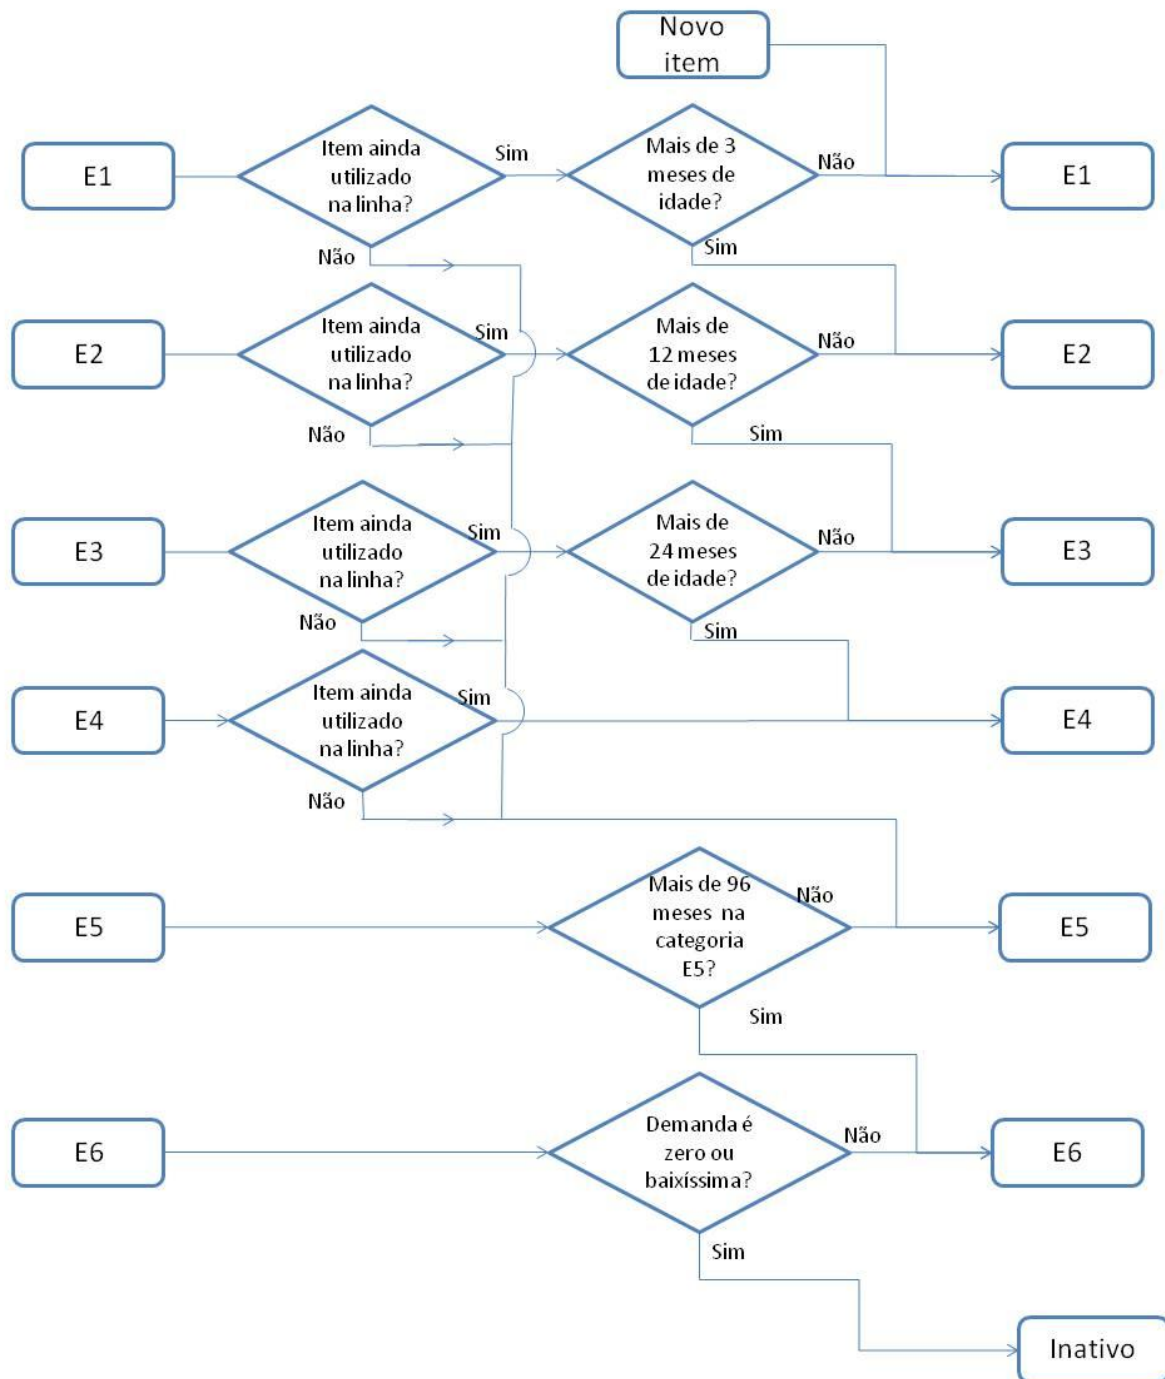 Novo
item
E1
Item ainda
utilizado
na linha?
Sim
Mais de 3
meses de
idade?
Não
E1
Não
Sim
E2
Item ainda
utilizado
na linha?
Sim
Mais de
12 meses
de idade?
Não
E2
Não
Sim
E3
Item ainda
utilizado
na linha?
Sim
Mais de
24 meses
de idade?
Não
E3
Não
Sim
E4
Item ainda
utilizado
na linha?
Sim
E4
Não
E5
Mais de 96
meses na
categoria
E5?
Não
E5
Sim
E6
Demanda é
zero ou
baixíssima?
Não
E6
Sim
Inativo